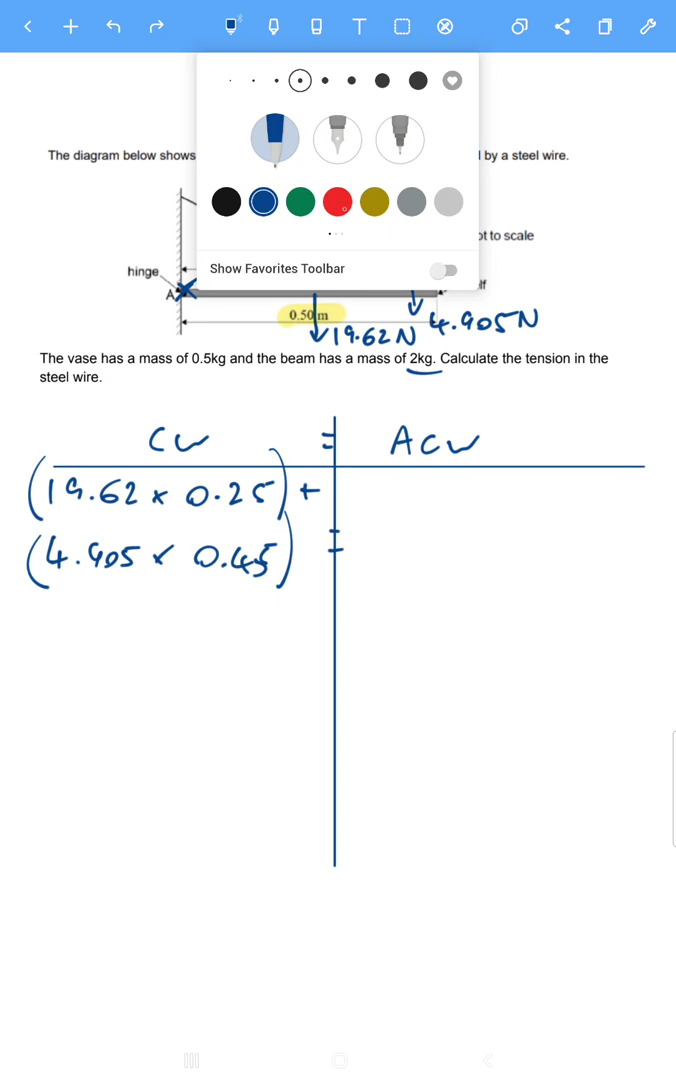 The diagram below shows
l by a steel wire.
ot to scale
hinge
A
lf
0.50 m
19.62N
4.905N
The vase has a mass of 0.5kg and the beam has a mass of 2kg. Calculate the tension in the
steel wire.
Show Favorites Toolbar
CW = ACW
(19.62 × 0.25) +
(4.905 × 0.45) =